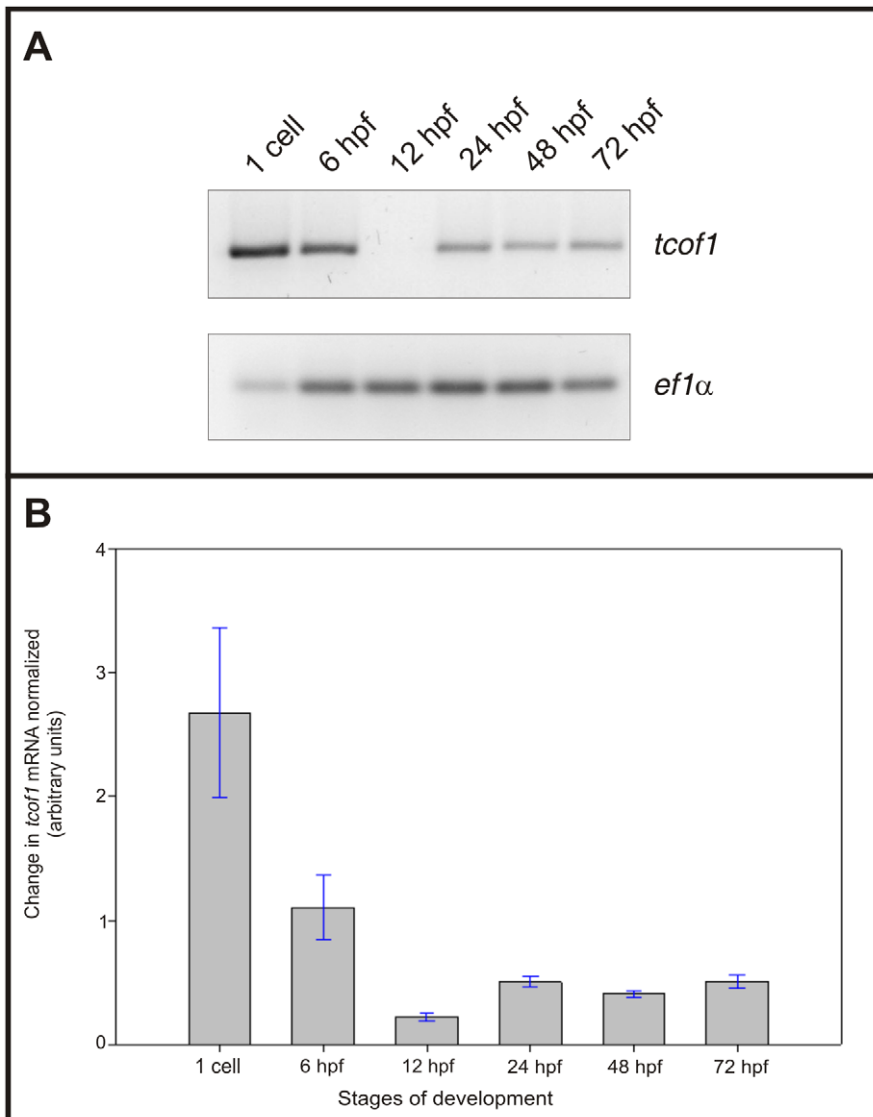 A
1 cell 6 hpf 12 hpf 24 hpf 48 hpf 72 hpf
tcof1
ef1α
B
Change in tcof1 mRNA normalized
(arbitrary units)
4
3
2
1
0
1 cell 6 hpf 12 hpf 24 hpf 48 hpf 72 hpf
Stages of development